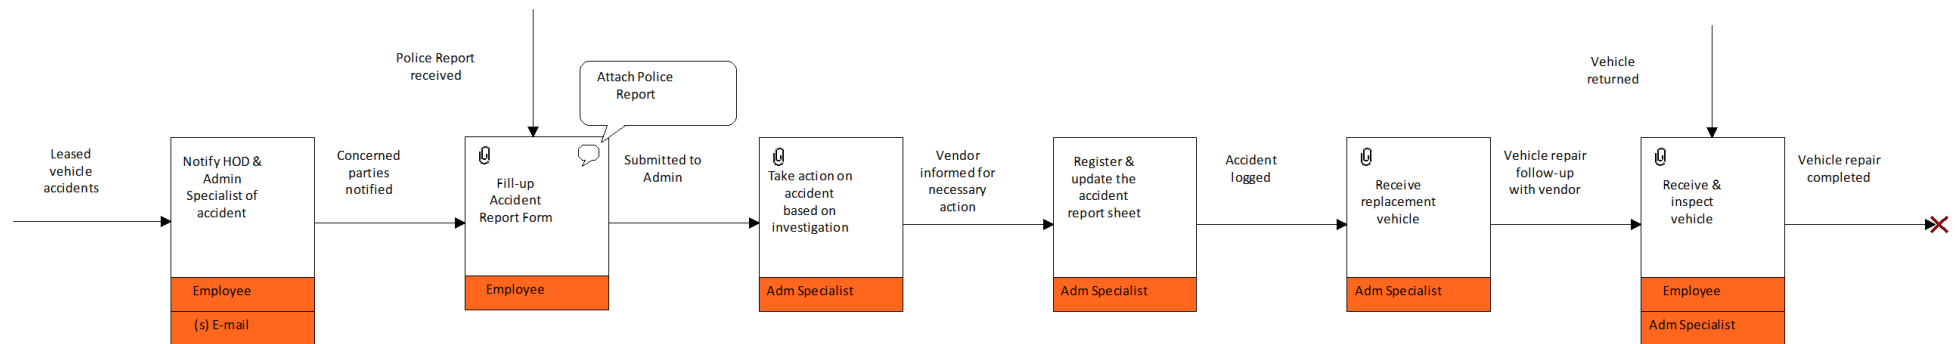 Leased
vehicle
accidents
Notify HOD &
Admin
Specialist of
accident
Employee
(s) E-mail
Concerned
parties
notified
Police Report
received
Attach Police
Report
Fill-up
Accident
Report Form
Employee
Submitted to
Admin
Take action on
accident
based on
investigation
Adm Specialist
Vendor
informed for
necessary
action
Register &
update the
accident
report sheet
Adm Specialist
Accident
logged
Receive
replacement
vehicle
Adm Specialist
Vehicle repair
follow-up
with vendor
Vehicle
returned
Receive &
inspect
vehicle
Employee
Adm Specialist
Vehicle repair
completed